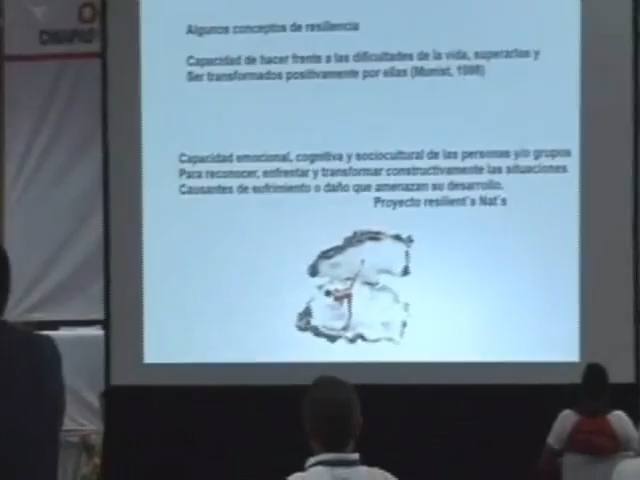 Algunos conceptos de resiliencia
Capacidad de hacer frente a las dificultades de la vida, superarlos y
Ser transformados positivamente por ellas (Munist, 1998)
Capacidad emocional, cognitiva y sociocultural de las personas y/o grupos
Para reconocer, enfrentar y transformar constructivamente las situaciones
Causantes de sufrimiento o daño que amenazan su desarrollo.
Proyecto resilient´s Nat´s